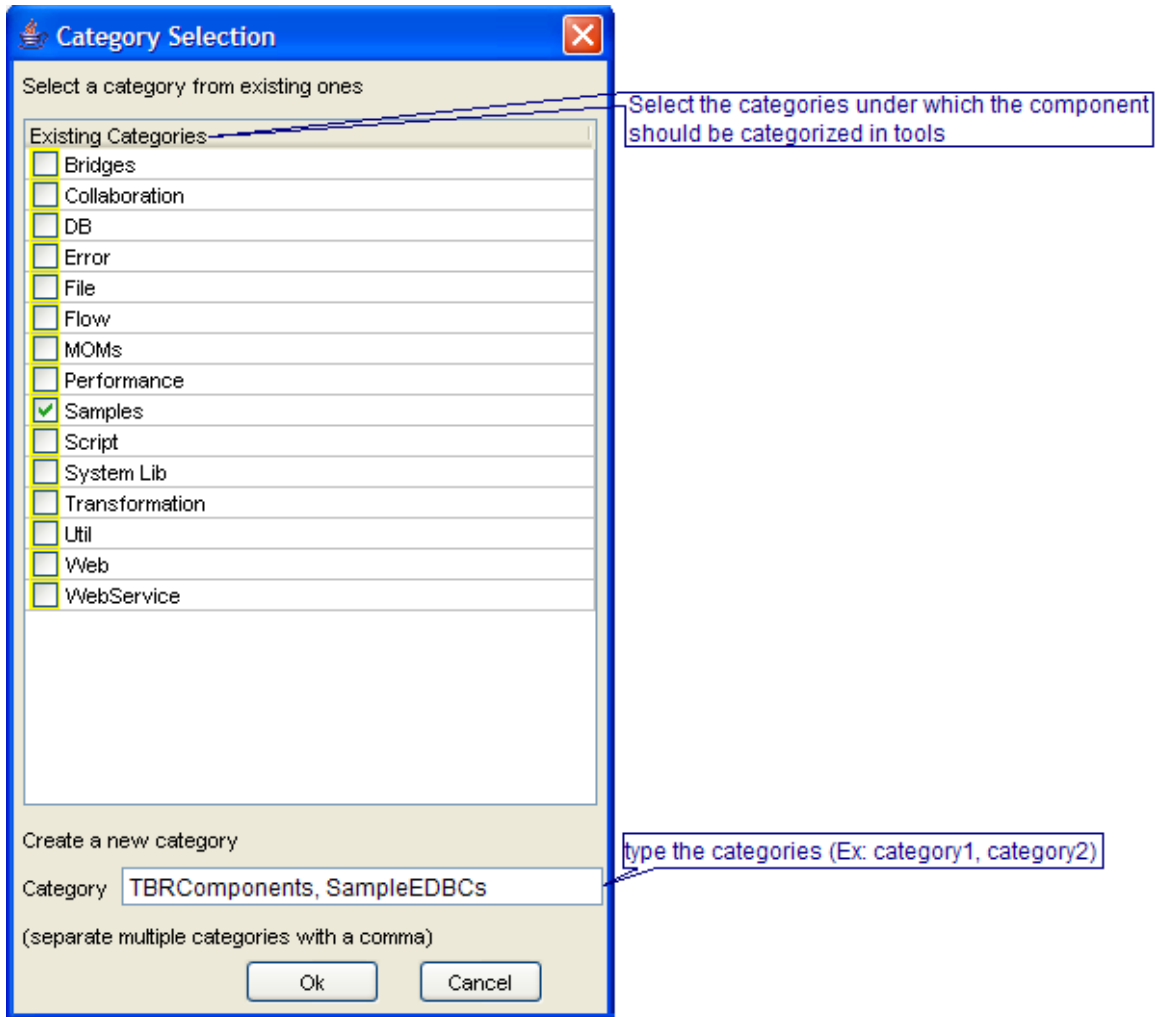 Category Selection
Select a category from existing ones
Select the categories under which the component
should be categorized in tools
Existing Categories
Bridges
Collaboration
DB
Error
File
Flow
MOMs
Performance
Samples
Script
System Lib
Transformation
Util
Web
WebService
Create a new category
type the categories (Ex: category1, category2)
Category TBRComponents, SampleEDBCs
(separate multiple categories with a comma)
Ok Cancel